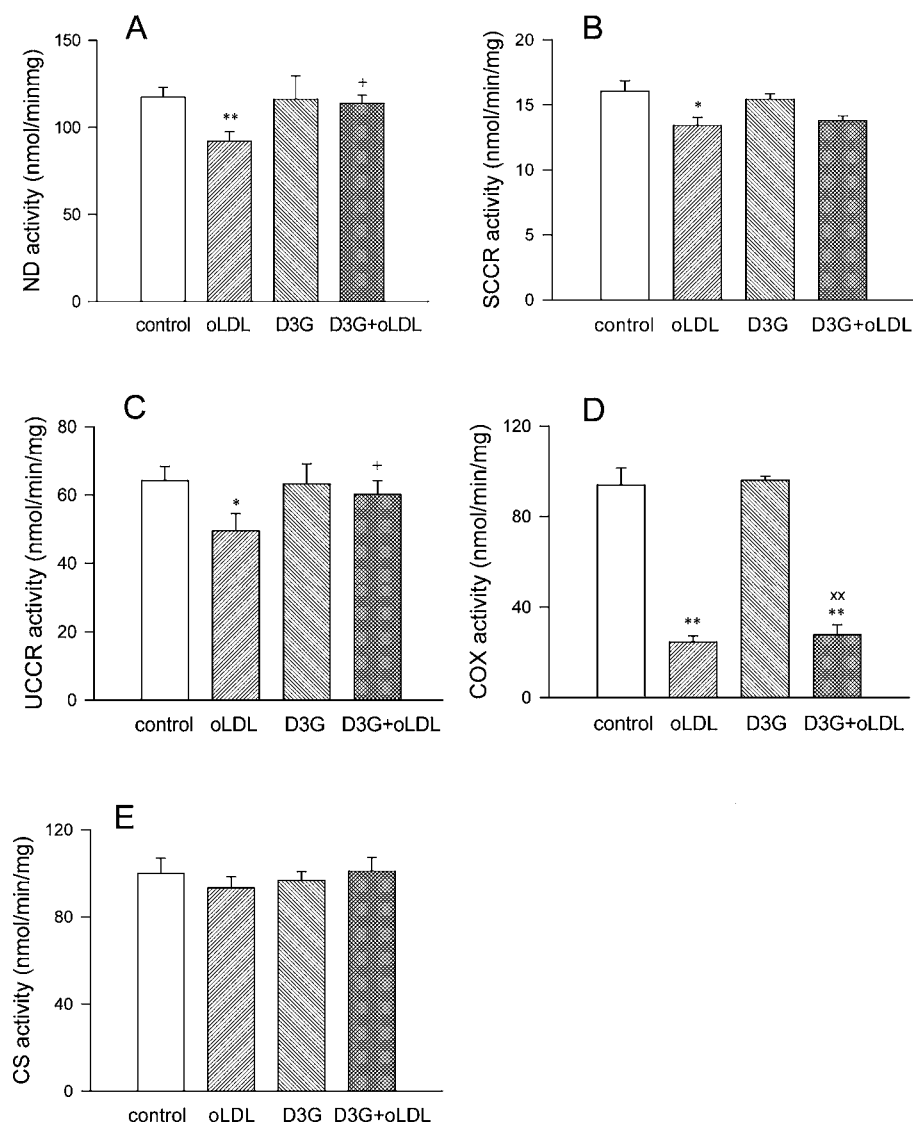 A
ND activity (nmol/minmg)
150
100
50
0
**
+
control oLDL D3G D3G+oLDL
B
SCCR activity (nmol/min/mg)
20
15
10
5
0
*
control oLDL D3G D3G+oLDL
C
UCCR activity (nmol/min/mg)
80
60
40
20
0
*
+
control oLDL D3G D3G+oLDL
D
COX activity (nmol/min/mg)
120
80
40
0
**
xx
**
control oLDL D3G D3G+oLDL
E
CS activity (nmol/min/mg)
120
80
40
0
control oLDL D3G D3G+oLDL